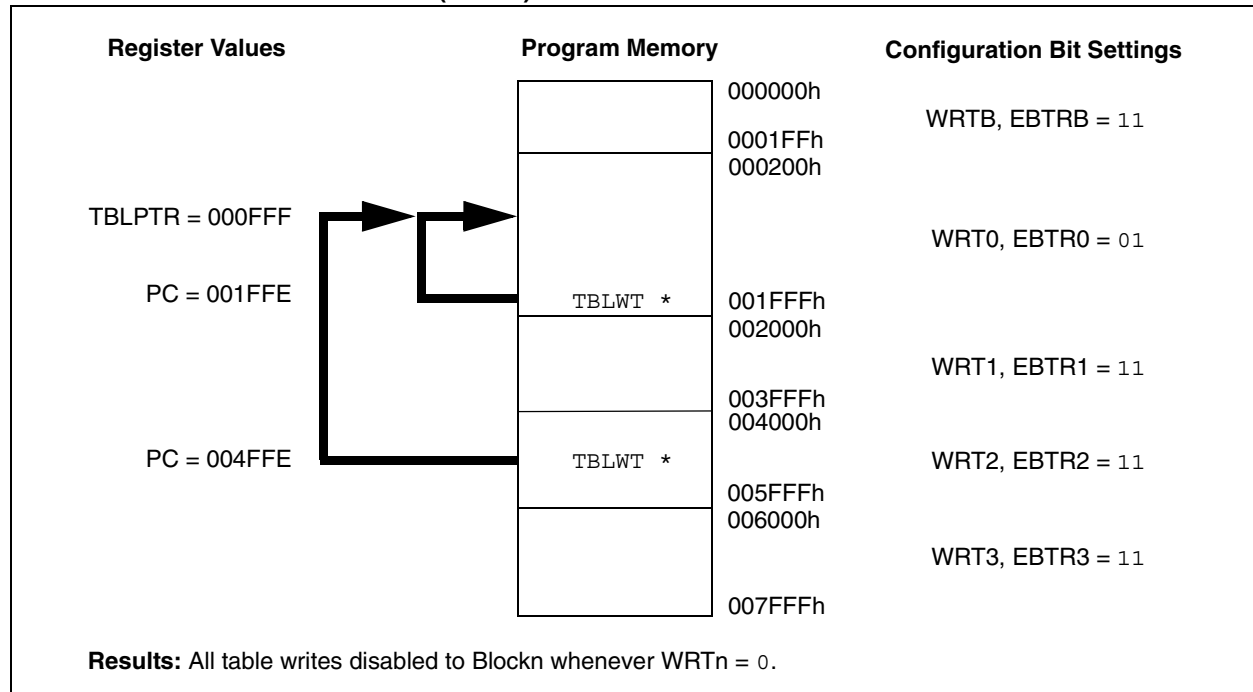 Register Values Program Memory Configuration Bit Settings
000000h
WRTB, EBTRB = 11
0001FFh
000200h
TBLPTR = 000FFF
WRT0, EBTR0 = 01
PC = 001FFE TBLWT * 001FFFh
002000h
WRT1, EBTR1 = 11
003FFFh
004000h
PC = 004FFE TBLWT * WRT2, EBTR2 = 11
005FFFh
006000h
WRT3, EBTR3 = 11
007FFFh
Results: All table writes disabled to Blockn whenever WRTn = 0.